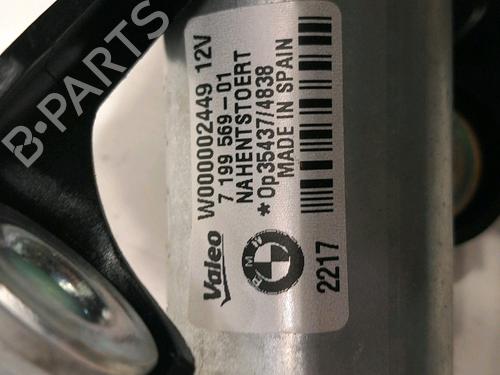 Valeo W000002449 12V
7 199 569-01
NAHENTSTOERT
*Op35437/4838
MADE IN SPAIN
BMW
2217
B-PARTS